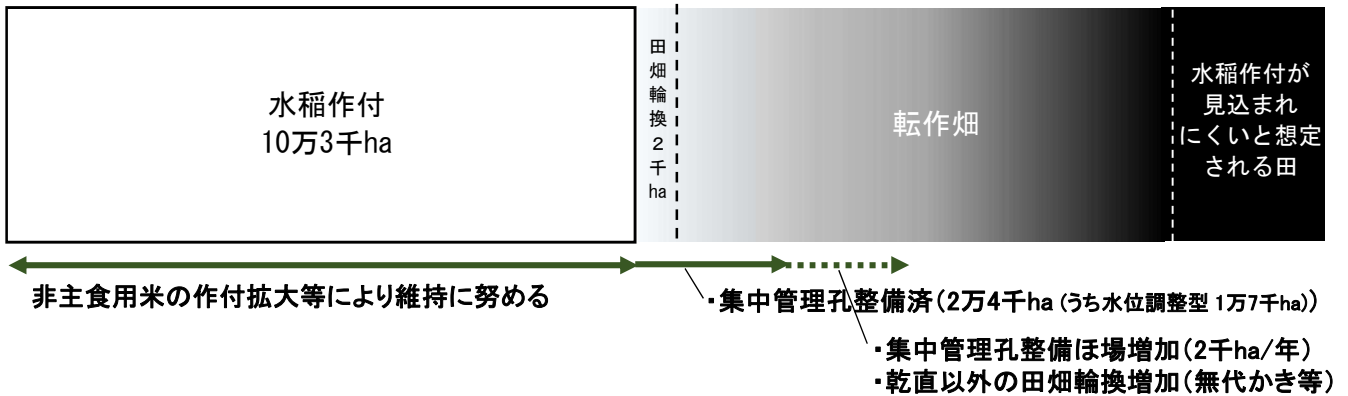 水稲作付
10万3千ha
田畑輪換2千ha
転作畑
水稲作付が
見込まれ
にくいと想定
される田
非主食用米の作付拡大等により維持に努める
・集中管理孔整備済(2万4千ha(うち水位調整型 1万7千ha))
・集中管理孔整備ほ場増加(2千ha/年)
・乾直以外の田畑輪換増加(無代かき等)